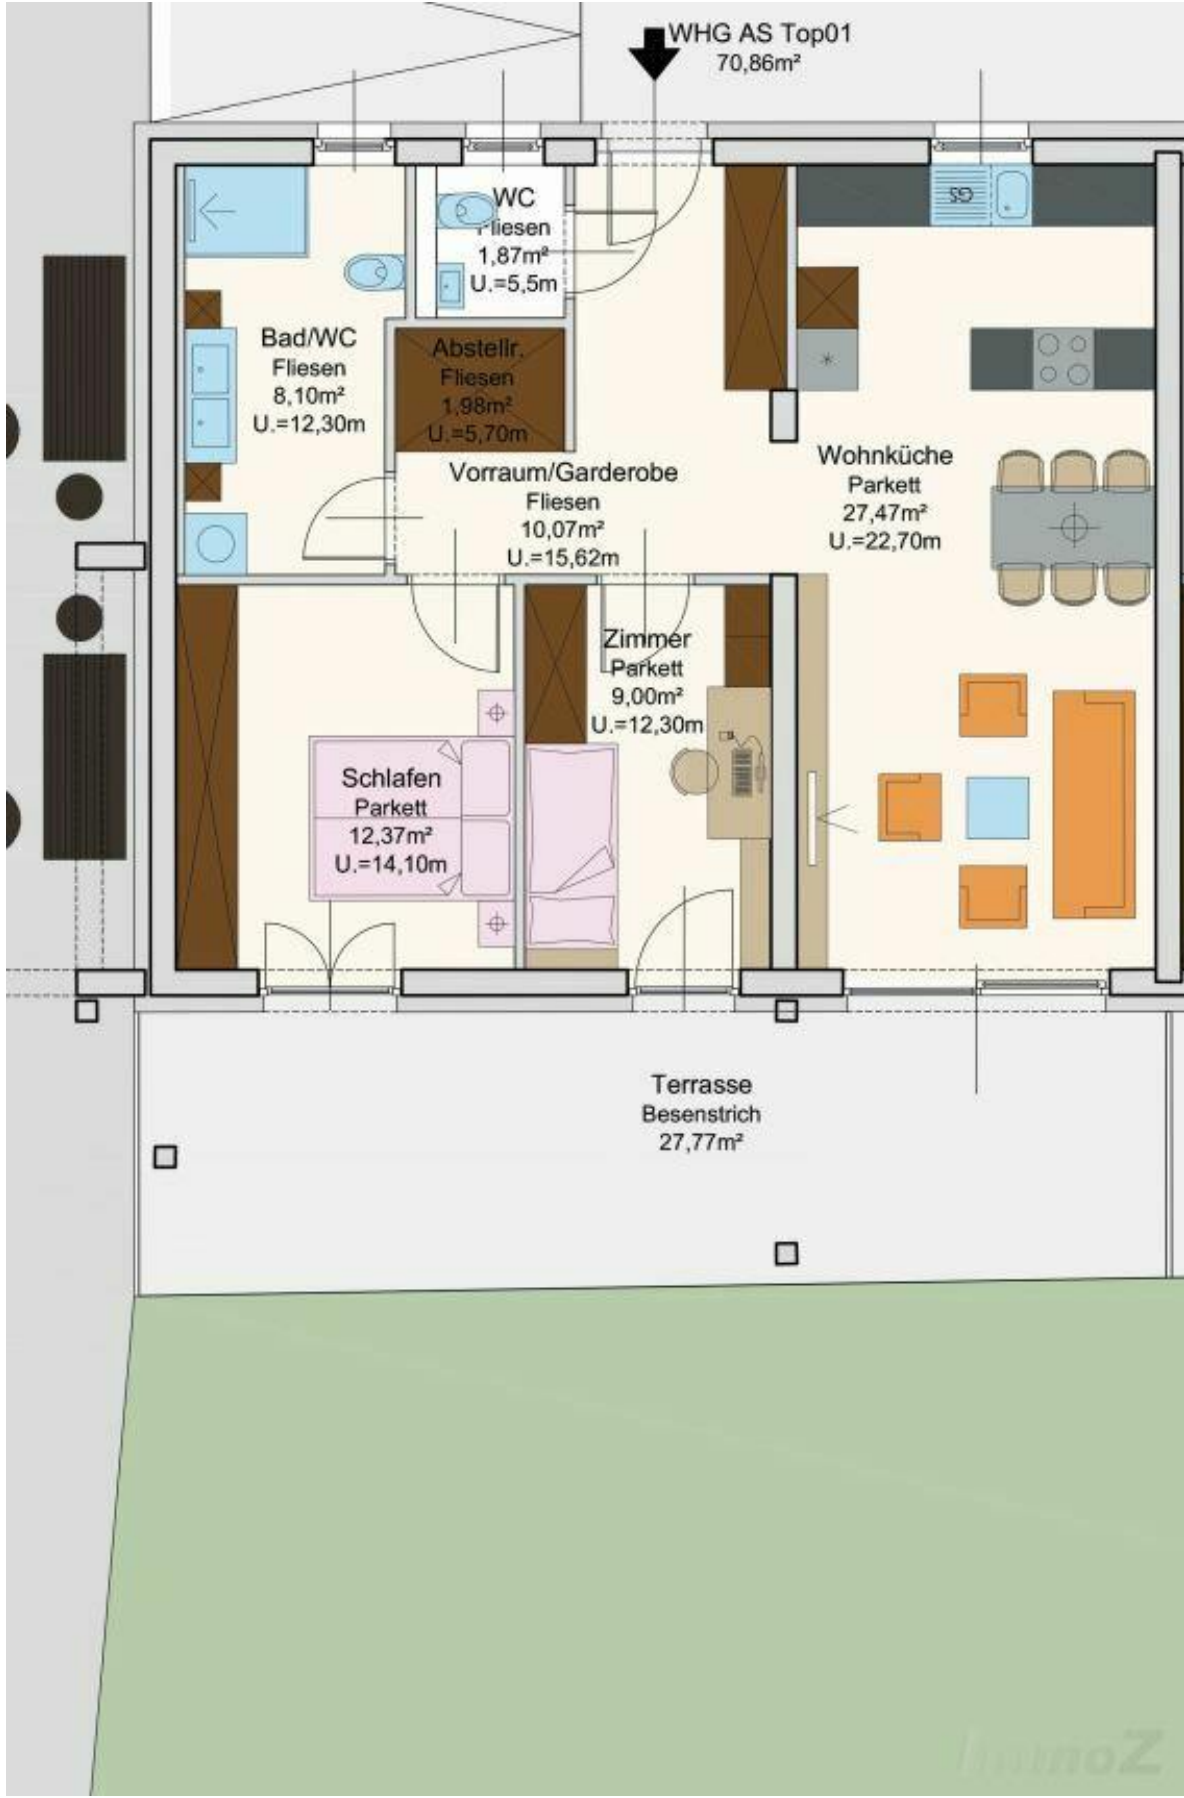 WHG AS Top01
70,86m²
WC
Fliesen
1,87m²
U.=5,5m
GS
Bad/WC
Fliesen
8,10m²
U.=12,30m
Abstellr.
Fliesen
1,98m²
U.=5,70m
Vorraum/Garderobe
Fliesen
10,07m²
U.=15,62m
Wohnküche
Parkett
27,47m²
U.=22,70m
Zimmer
Parkett
9,00m²
U.=12,30m
Schlafen
Parkett
12,37m²
U.=14,10m
Terrasse
Besenstrich
27,77m²
ImmoZ